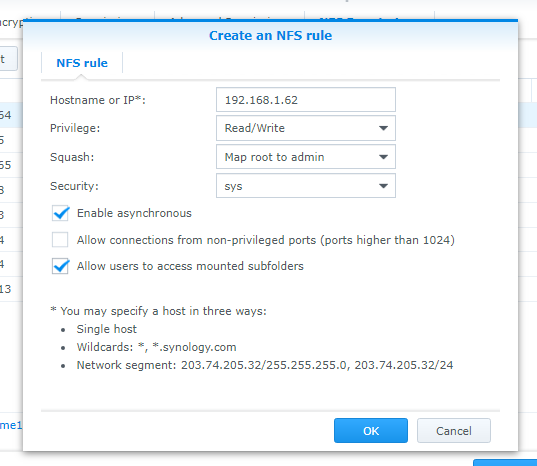 Create an NFS rule
NFS rule
Hostname or IP*: 192.168.1.62
Privilege: Read/Write
Squash: Map root to admin
Security: sys
Enable asynchronous
Allow connections from non-privileged ports (ports higher than 1024)
Allow users to access mounted subfolders
* You may specify a host in three ways:
• Single host
• Wildcards: *, *.synology.com
• Network segment: 203.74.205.32/255.255.255.0, 203.74.205.32/24
OK Cancel